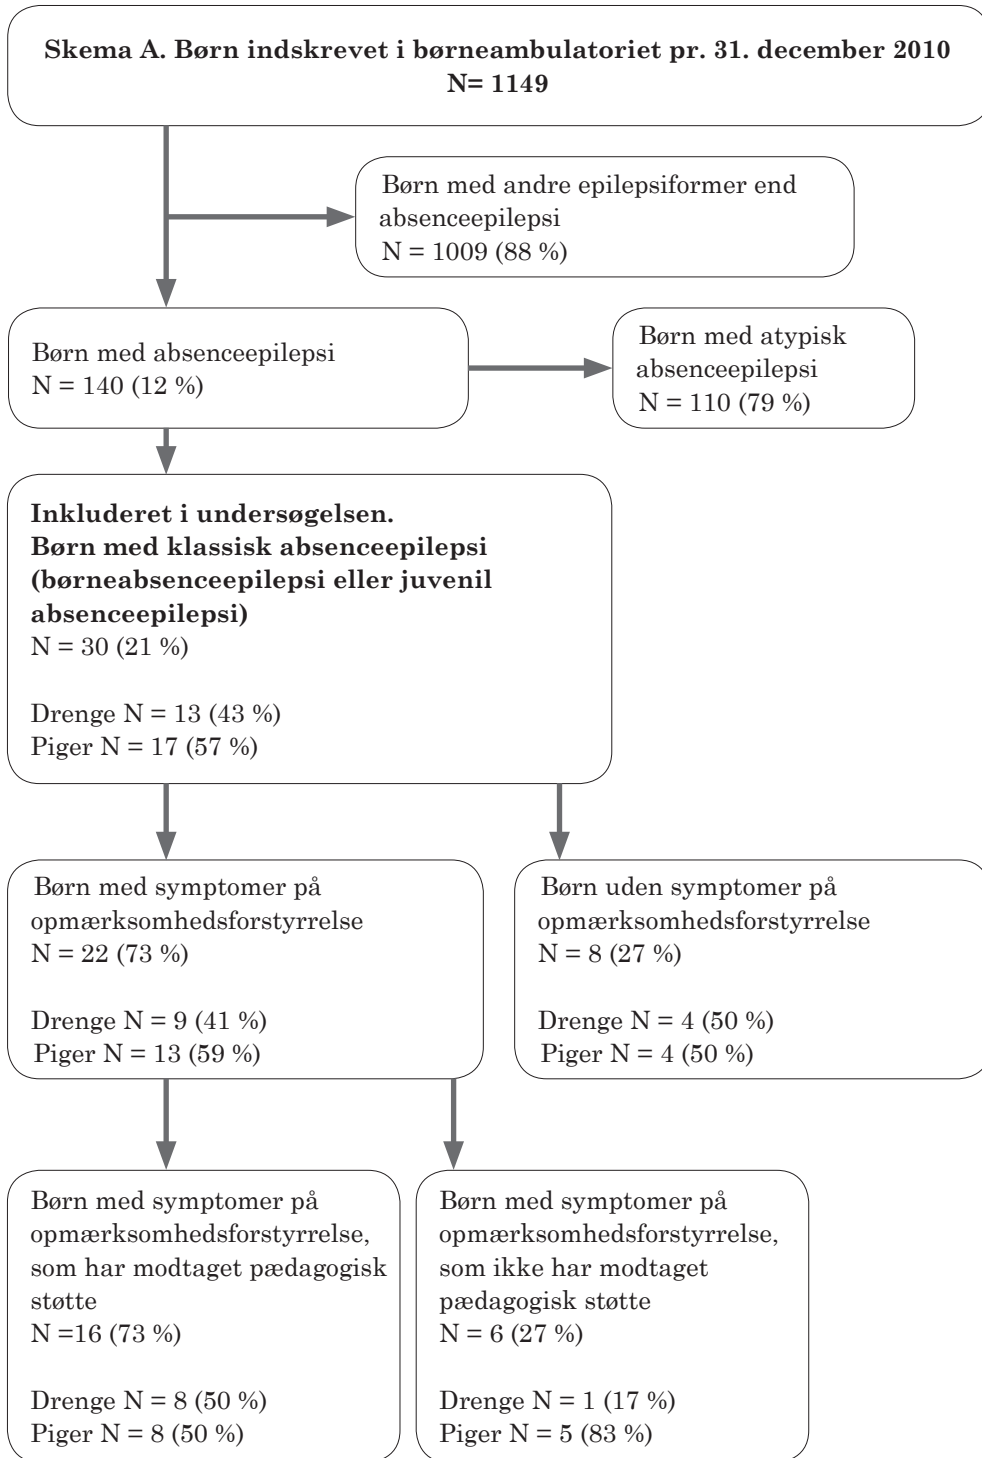 Skema A. Børn indskrevet i børneambulatoriet pr. 31. december 2010
N= 1149
Børn med andre epilepsiformer end
absenceepilepsi
N = 1009 (88 %)
Børn med absenceepilepsi
N = 140 (12 %)
Børn med atypisk
absenceepilepsi
N = 110 (79 %)
Inkluderet i undersøgelsen.
Børn med klassisk absenceepilepsi
(børneabsenceepilepsi eller juvenil
absenceepilepsi)
N = 30 (21 %)
Drenge N = 13 (43 %)
Piger N = 17 (57 %)
Børn med symptomer på
opmærksomhedsforstyrrelse
N = 22 (73 %)
Drenge N = 9 (41 %)
Piger N = 13 (59 %)
Børn uden symptomer på
opmærksomhedsforstyrrelse
N = 8 (27 %)
Drenge N = 4 (50 %)
Piger N = 4 (50 %)
Børn med symptomer på
opmærksomhedsforstyrrelse,
som har modtaget pædagogisk
støtte
N =16 (73 %)
Drenge N = 8 (50 %)
Piger N = 8 (50 %)
Børn med symptomer på
opmærksomhedsforstyrrelse,
som ikke har modtaget
pædagogisk støtte
N = 6 (27 %)
Drenge N = 1 (17 %)
Piger N = 5 (83 %)